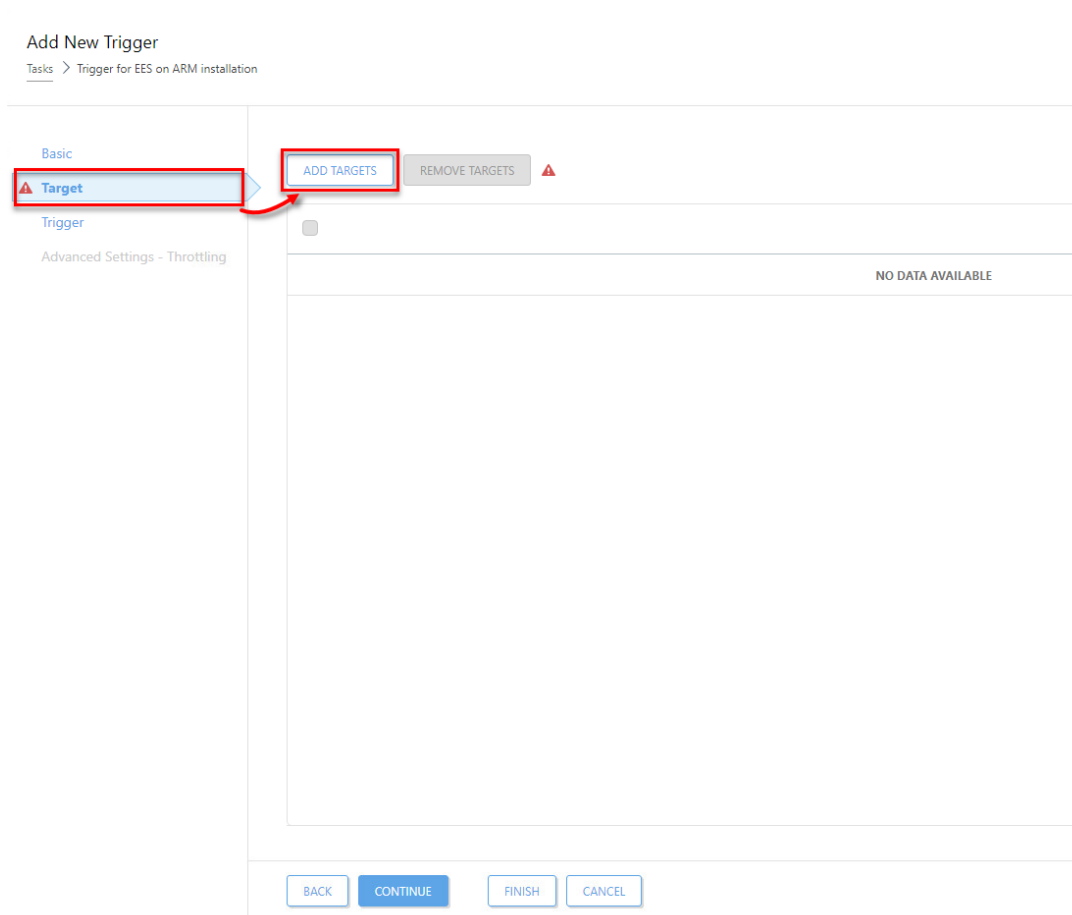 Add New Trigger
Tasks > Trigger for EES on ARM installation
Basic
Target
Trigger
Advanced Settings - Throttling
ADD TARGETS REMOVE TARGETS
NO DATA AVAILABLE
BACK CONTINUE FINISH CANCEL